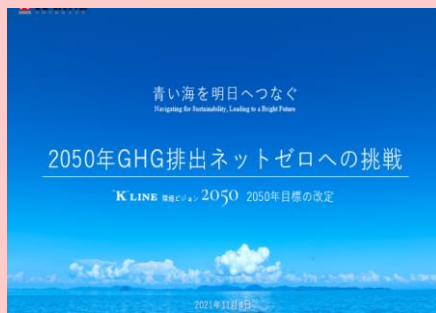 青い海を明日へつなぐ
Navigating for Sustainability, Leading to a Bright Future
2050年GHG排出ネットゼロへの挑戦
"K" LINE 環境ビジョン 2050 2050年目標の改定